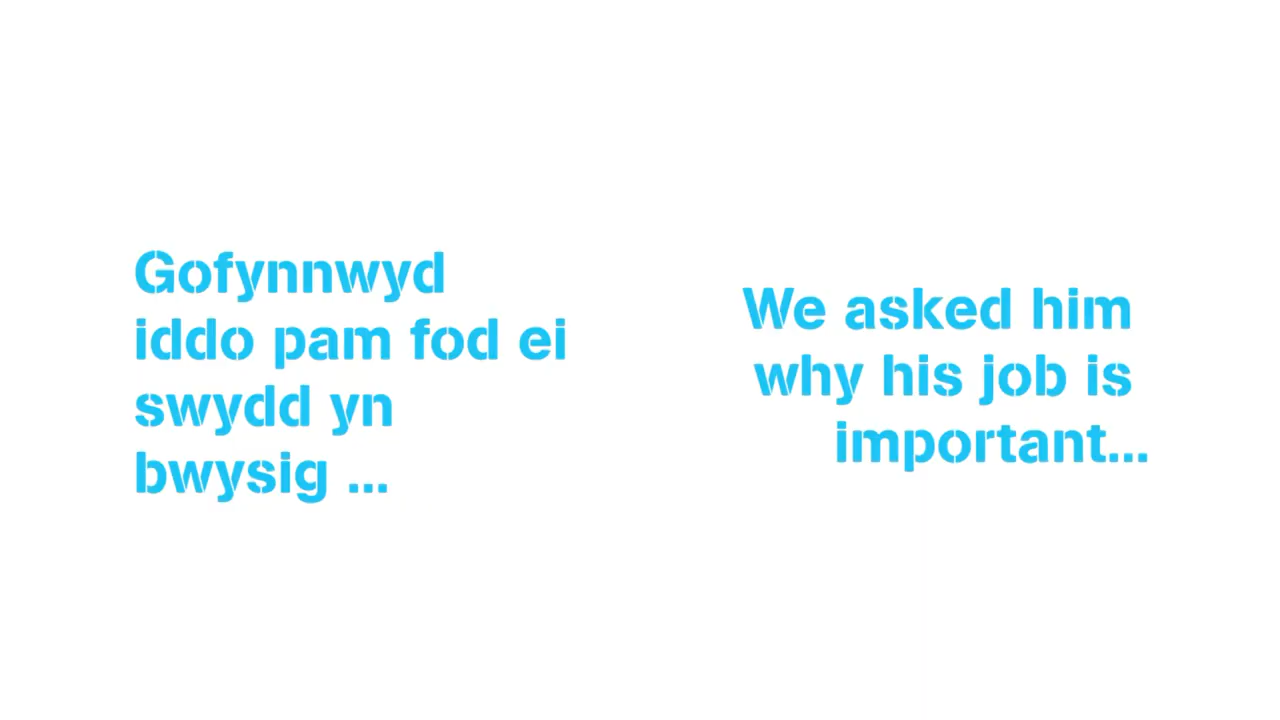 Gofynnwyd
iddo pam fod ei
swydd yn
bwysig ...
We asked him
why his job is
important...